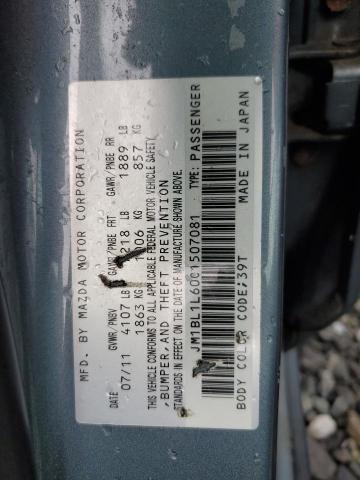 MFD. BY MAZDA MOTOR CORPORATION
GVWR/PNBV GAWR/PNBE FRT GAWR/PNBE RR
DATE 07/11 4107 LB LB 1889 LB
1863 KG KG 857 KG
THIS VEHICLE CONFORMS TO ALL APPLICABLE FEDERAL MOTOR VEHICLE SAFETY,
BUMPER, AND THEFT PREVENTION
STANDARDS IN EFFECT ON THE DATE OF MANUFACTURE SHOWN ABOVE.
JM1BL1L60C1507081 TYPE: PASSENGER
BODY COLOR CODE;39T MADE IN JAPAN